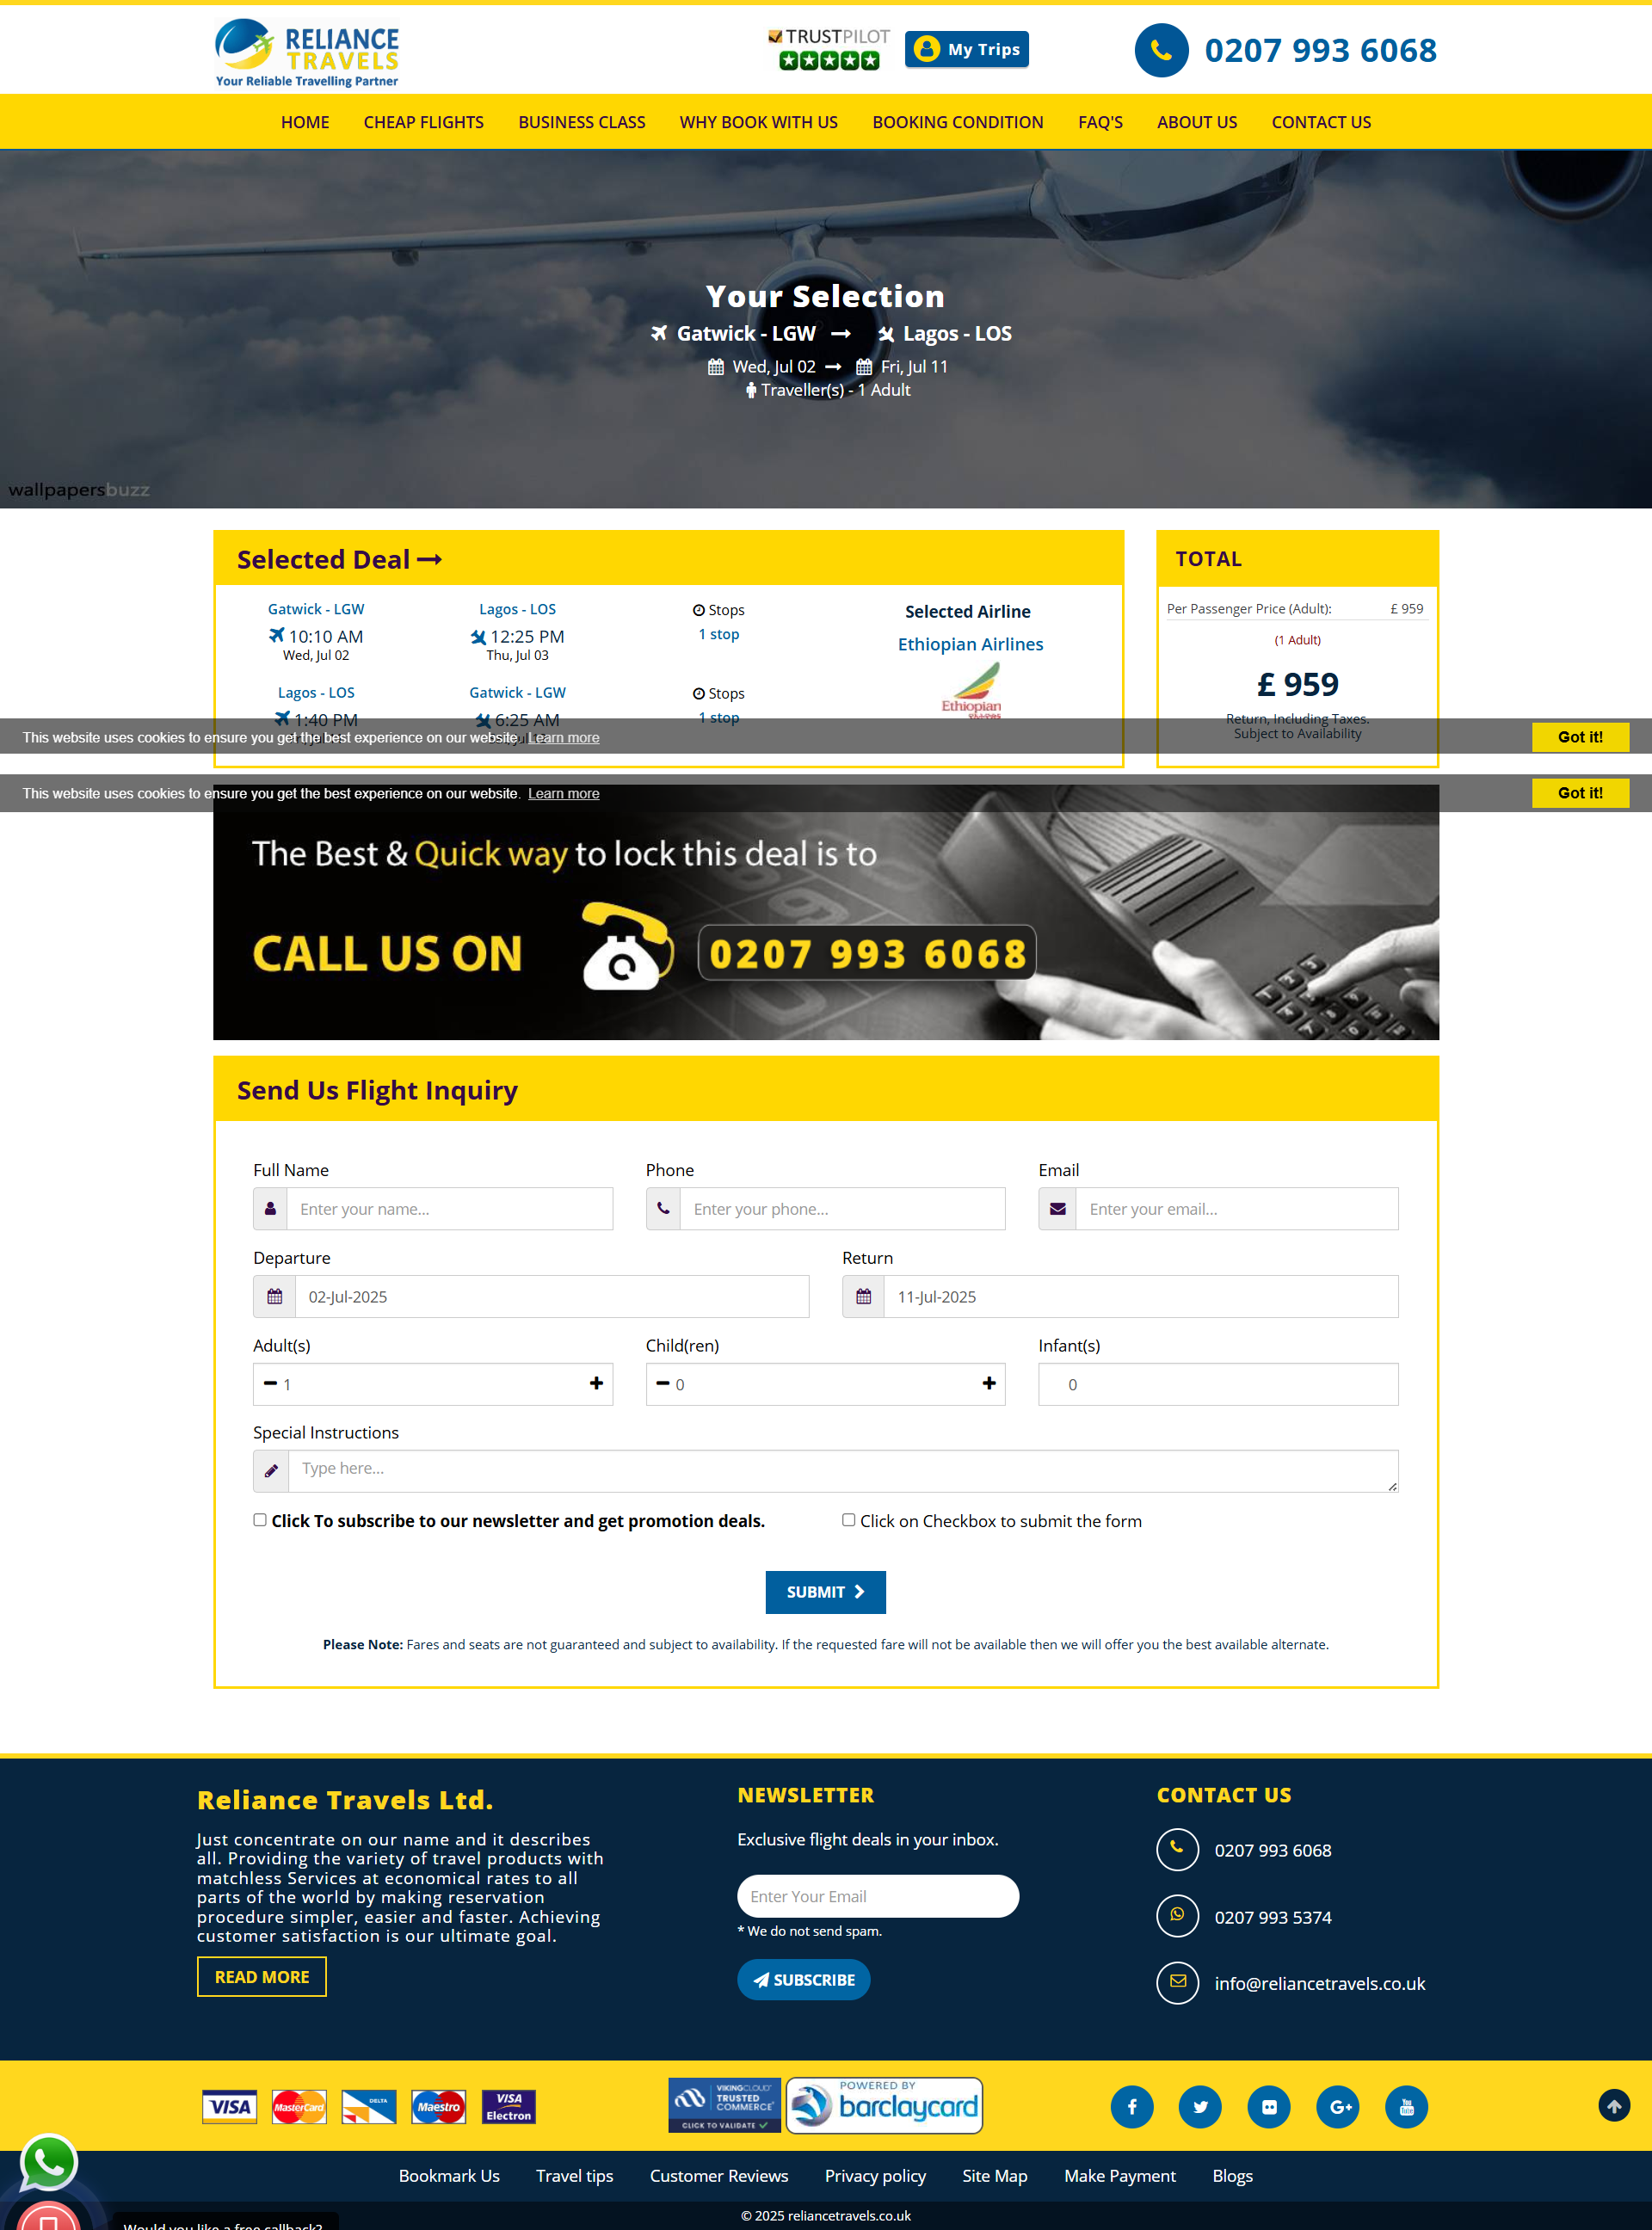 RELIANCE
TRAVELS
Your Reliable Travelling Partner
TRUSTPILOT
My Trips
0207 993 6068
HOME CHEAP FLIGHTS BUSINESS CLASS WHY BOOK WITH US BOOKING CONDITION FAQ'S ABOUT US CONTACT US
Your Selection
Gatwick - LGW Lagos - LOS
Wed, Jul 02 Fri, Jul 11
Traveller(s) - 1 Adult
wallpapersbuzz
Selected Deal
Gatwick - LGW Lagos - LOS Stops Selected Airline
10:10 AM 12:25 PM 1 stop Ethiopian Airlines
Wed, Jul 02 Thu, Jul 03
Lagos - LOS Gatwick - LGW Stops Ethiopian
1:40 PM 6:25 AM 1 stop
TOTAL
Per Passenger Price (Adult): £ 959
(1 Adult)
£ 959
Return, Including Taxes.
Subject to Availability
This website uses cookies to ensure you get the best experience on our website. Learn more Got it!
This website uses cookies to ensure you get the best experience on our website. Learn more Got it!
The Best & Quick way to lock this deal is to
CALL US ON 0207 993 6068
Send Us Flight Inquiry
Full Name Phone Email
Enter your name... Enter your phone... Enter your email...
Departure Return
02-Jul-2025 11-Jul-2025
Adult(s) Child(ren) Infant(s)
1 0 0
Special Instructions
Type here...
Click To subscribe to our newsletter and get promotion deals. Click on Checkbox to submit the form
SUBMIT
Please Note: Fares and seats are not guaranteed and subject to availability. If the requested fare will not be available then we will offer you the best available alternate.
Reliance Travels Ltd.
Just concentrate on our name and it describes
all. Providing the variety of travel products with
matchless Services at economical rates to all
parts of the world by making reservation
procedure simpler, easier and faster. Achieving
customer satisfaction is our ultimate goal.
READ MORE
NEWSLETTER
Exclusive flight deals in your inbox.
Enter Your Email
* We do not send spam.
SUBSCRIBE
CONTACT US
0207 993 6068
0207 993 5374
info@reliancetravels.co.uk
VISA MasterCard DELTA Maestro VISA Electron
VIKINGCLOUD
TRUSTED
COMMERCE
CLICK TO VALIDATE
POWERED BY
barclaycard
G+ You Tube
Bookmark Us Travel tips Customer Reviews Privacy policy Site Map Make Payment Blogs
© 2025 reliancetravels.co.uk
Would you like a free callback?